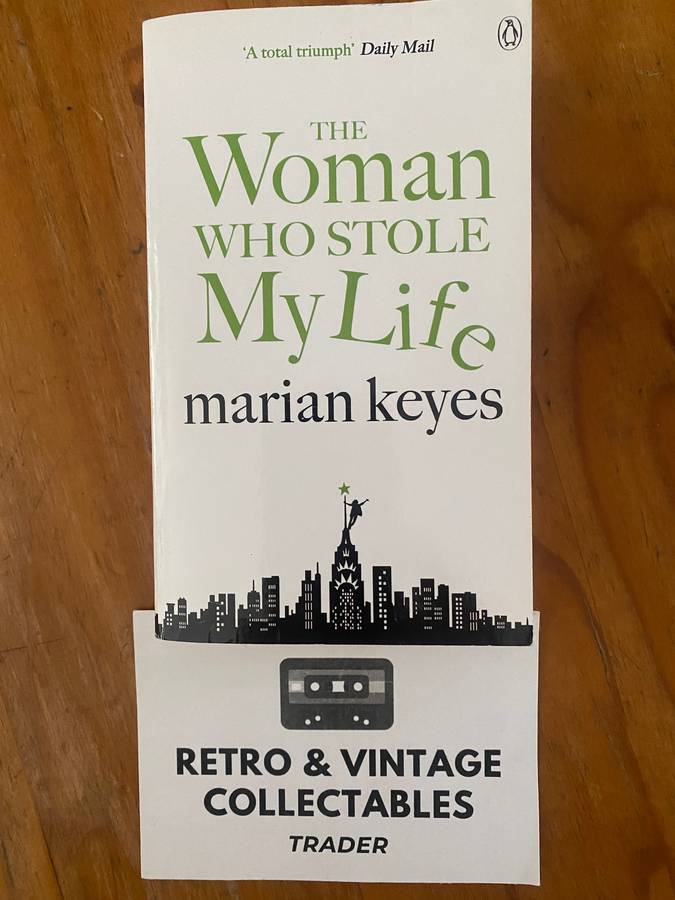 'A total triumph' Daily Mail
THE
Woman
WHO STOLE
My Life
marian keyes
RETRO & VINTAGE
COLLECTABLES
TRADER